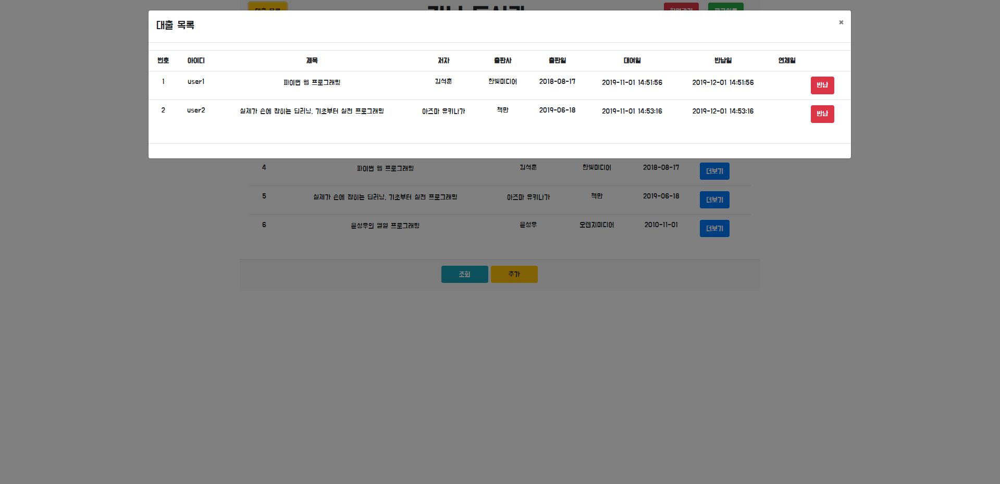 대출 목록
대출 목록 ×
번호 아이디 제목 저자 출판사 출판일 대여일 반납일 연체일
1 user1 파이썬 웹 프로그래밍 김석훈 한빛미디어 2018-08-17 2019-11-01 14:51:56 2019-12-01 14:51:56 반납
2 user2 실체가 손에 잡히는 딥러닝, 기초부터 실전 프로그래밍 아즈마 유키나가 책만 2019-06-18 2019-11-01 14:53:16 2019-12-01 14:53:16 반납
4 파이썬 웹 프로그래밍 김석훈 한빛미디어 2018-08-17 더보기
5 실체가 손에 잡히는 딥러닝, 기초부터 실전 프로그래밍 아즈마 유키나가 책만 2019-06-18 더보기
6 윤성우의 열혈 프로그래밍 윤성우 오렌지미디어 2010-11-01 더보기
조회 추가